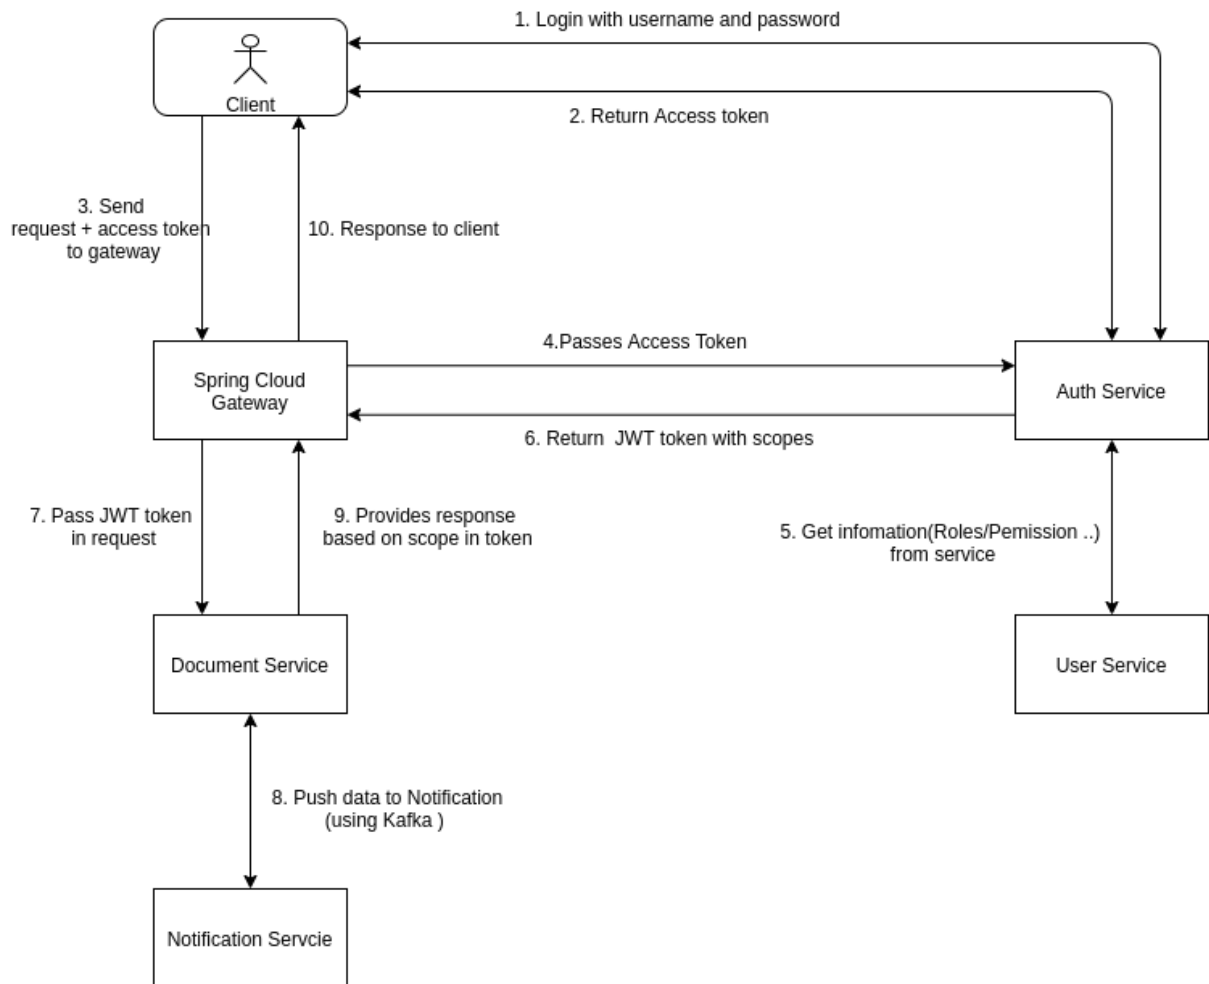 1. Login with username and password
Client
2. Return Access token
3. Send
request + access token
to gateway
10. Response to client
4.Passes Access Token
Spring Cloud
Gateway
Auth Service
6. Return  JWT token with scopes
7. Pass JWT token
in request
9. Provides response
based on scope in token
5. Get infomation(Roles/Pemission ..)
from service
Document Service
User Service
8. Push data to Notification
(using Kafka )
Notification Servcie